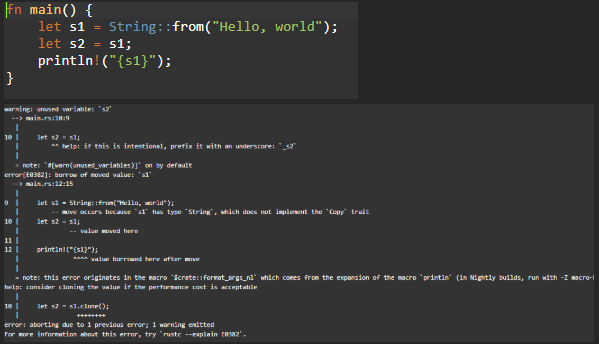 fn main() {
    let s1 = String::from("Hello, world");
    let s2 = s1;
    println!("{s1}");
}
warning: unused variable: `s2`
  --> main.rs:10:9
   |
10 |     let s2 = s1;
   |         ^^ help: if this is intentional, prefix it with an underscore: `_s2`
   |
   = note: `#[warn(unused_variables)]` on by default
error[E0382]: borrow of moved value: `s1`
  --> main.rs:12:15
   |
9  |     let s1 = String::from("Hello, world");
   |         -- move occurs because `s1` has type `String`, which does not implement the `Copy` trait
10 |     let s2 = s1;
   |              -- value moved here
11 |
12 |     println!("{s1}");
   |               ^^^^ value borrowed here after move
   |
   = note: this error originates in the macro `$crate::format_args_nl` which comes from the expansion of the macro `println` (in Nightly builds, run with -Z macro-
help: consider cloning the value if the performance cost is acceptable
   |
10 |     let s2 = s1.clone();
   |                ++++++++
error: aborting due to 1 previous error; 1 warning emitted
For more information about this error, try `rustc --explain E0382`.